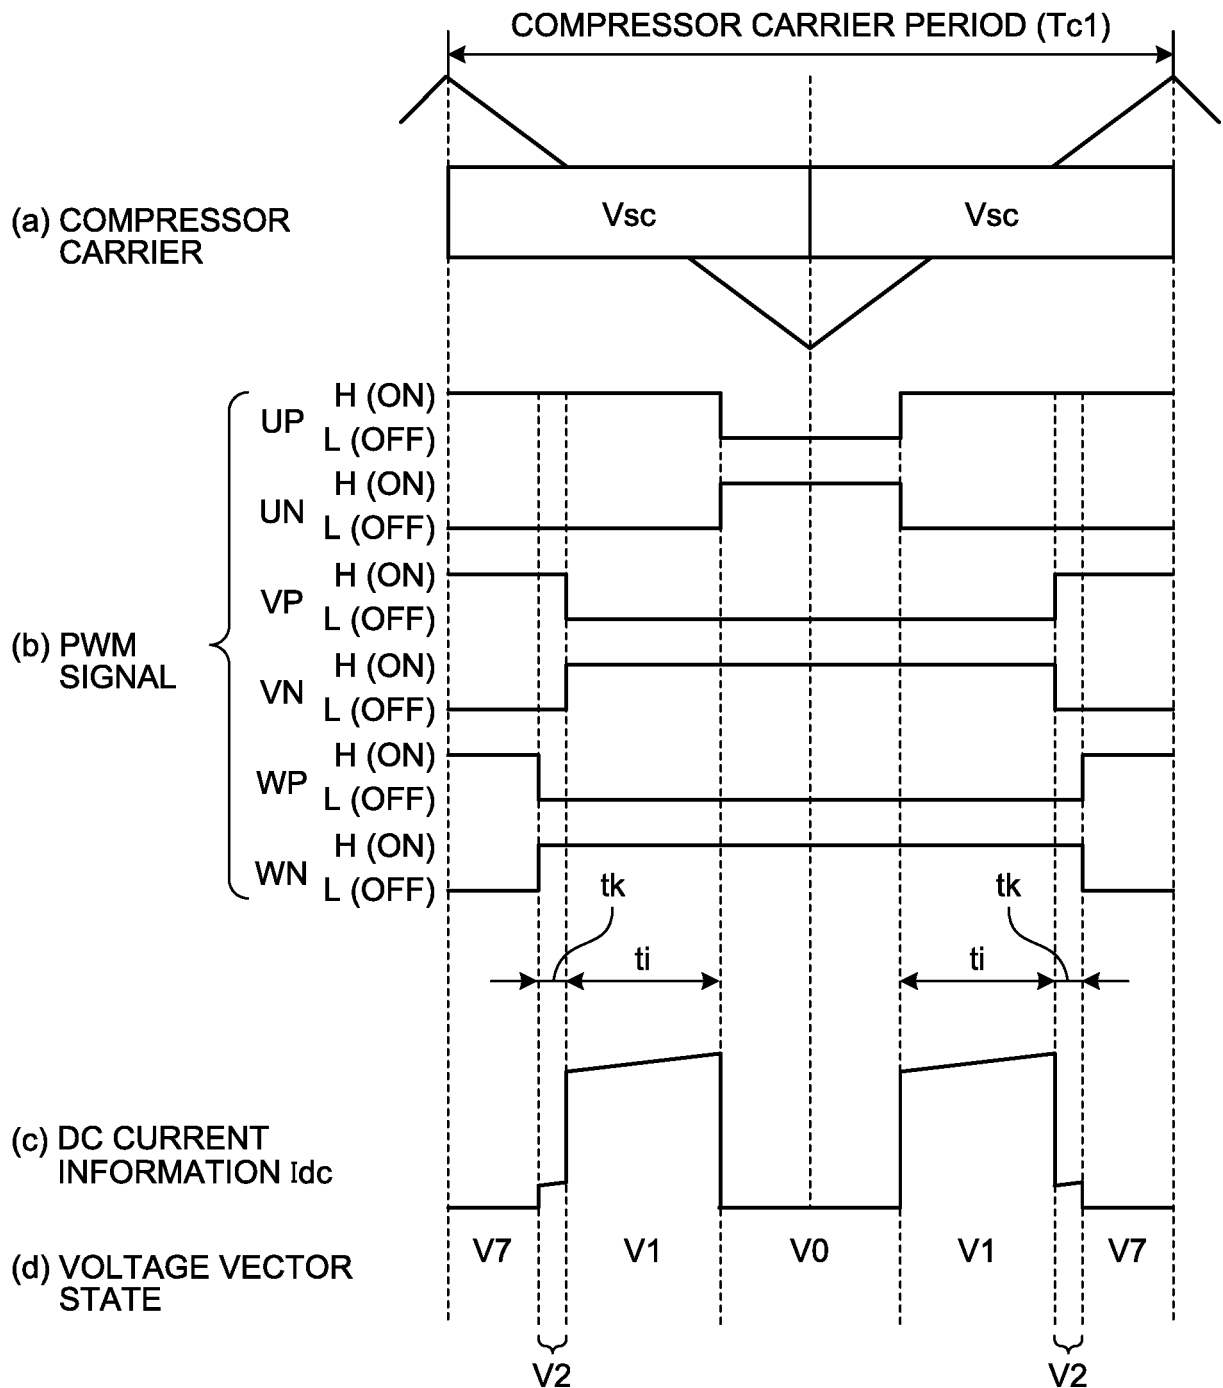 COMPRESSOR CARRIER PERIOD (Tc1)
(a) COMPRESSOR
CARRIER
Vsc Vsc
(b) PWM
SIGNAL
UP H (ON)
L (OFF)
UN H (ON)
L (OFF)
VP H (ON)
L (OFF)
VN H (ON)
L (OFF)
WP H (ON)
L (OFF)
WN H (ON)
L (OFF)
tk tk
ti ti
(c) DC CURRENT
INFORMATION Idc
(d) VOLTAGE VECTOR
STATE
V7 V1 V0 V1 V7
V2 V2